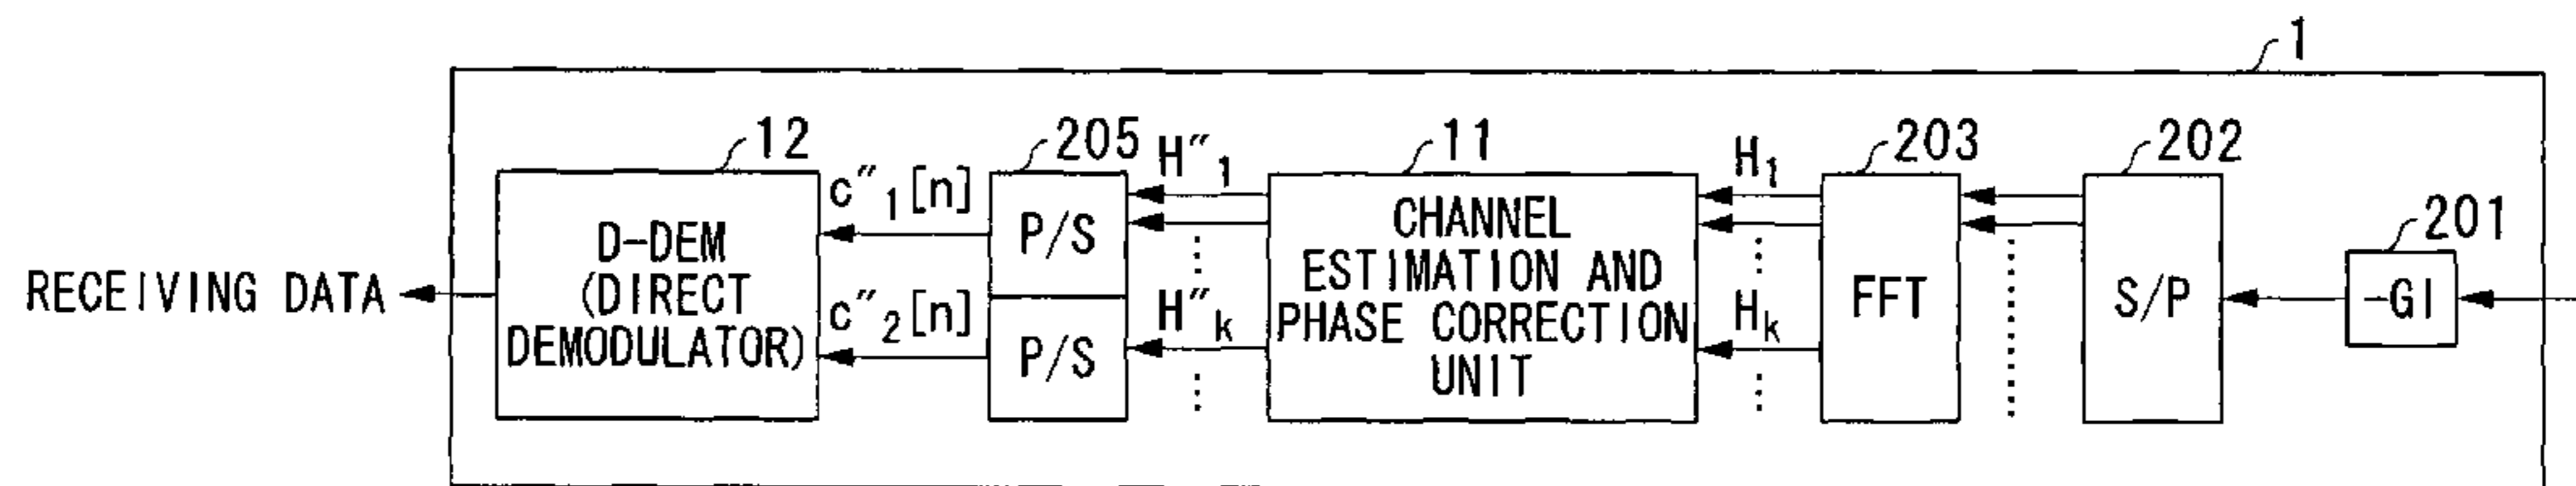 1
12
205
H″1
11
H1
203
202
c″1[n]
P/S
CHANNEL
ESTIMATION AND
PHASE CORRECTION
UNIT
201
D-DEM
(DIRECT
DEMODULATOR)
FFT
S/P
-GI
RECEIVING DATA
c″2[n]
P/S
H″k
Hk